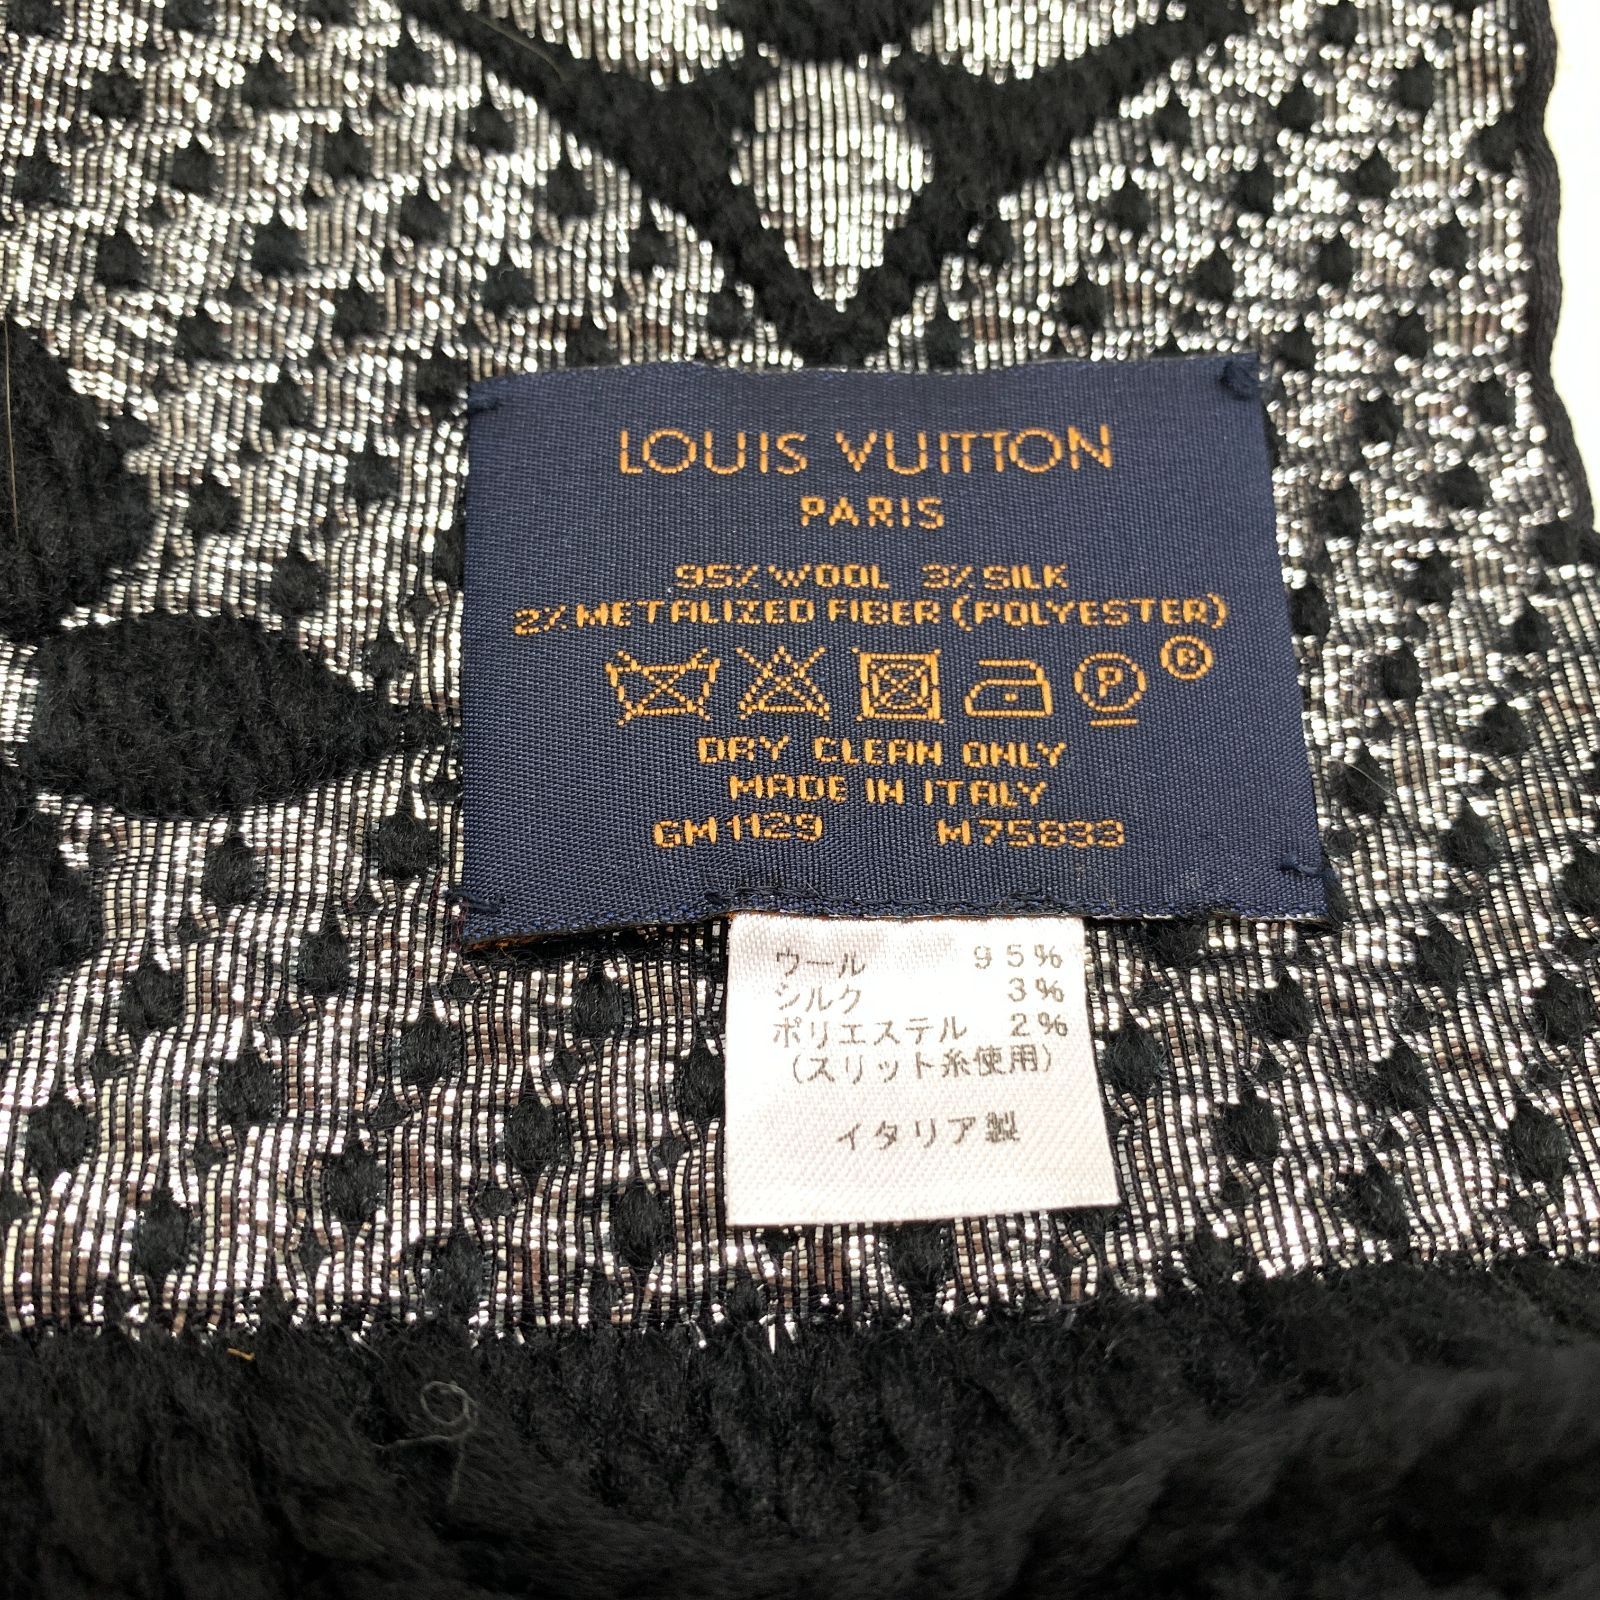 LOUIS VUITTON
PARIS
95% WOOL 3% SILK
2% METALIZED FIBER (POLYESTER)
P
®
DRY CLEAN ONLY
MADE IN ITALY
GM1129 M75833
ウール 95%
シルク 3%
ポリエステル 2%
(スリット糸使用)
イタリア製